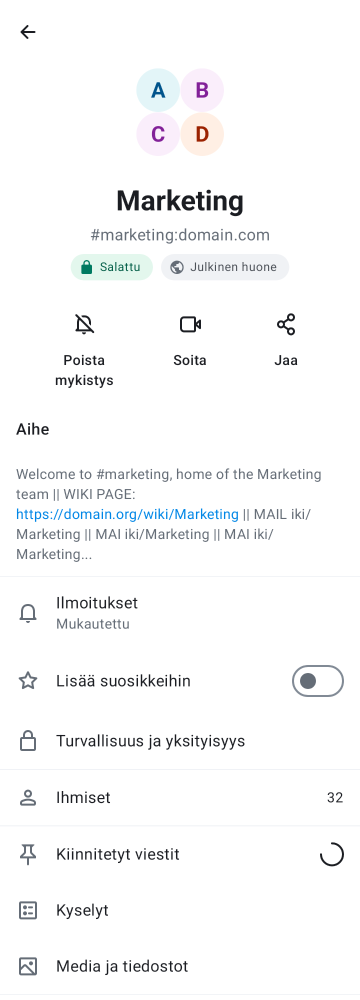 A B
C D
Marketing
#marketing:domain.com
Salattu Julkinen huone
Poista
mykistys
Soita
Jaa
Aihe
Welcome to #marketing, home of the Marketing
team || WIKI PAGE:
https://domain.org/wiki/Marketing || MAIL iki/
Marketing || MAI iki/Marketing || MAI iki/
Marketing...
Ilmoitukset
Mukautettu
Lisää suosikkeihin
Turvallisuus ja yksityisyys
Ihmiset 32
Kiinnitetyt viestit
Kyselyt
Media ja tiedostot